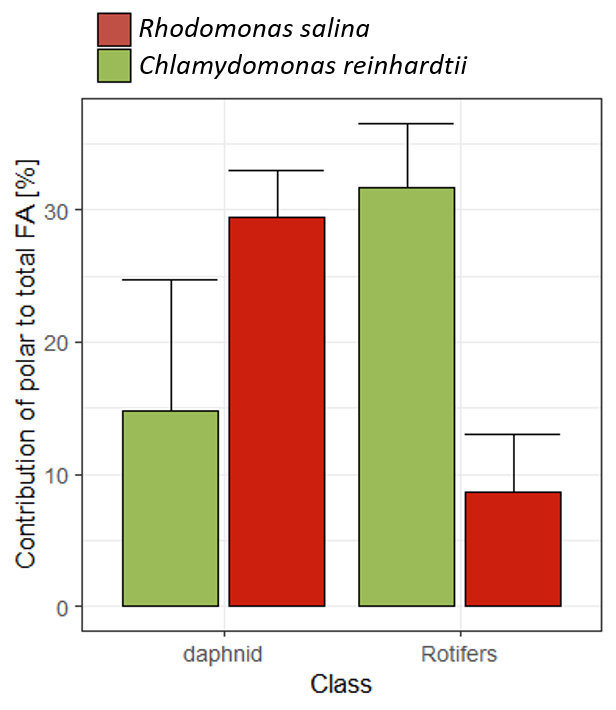 Rhodomonas salina
Chlamydomonas reinhardtii
Contribution of polar to total FA [%]
30
20
10
0
daphnid Rotifers
Class